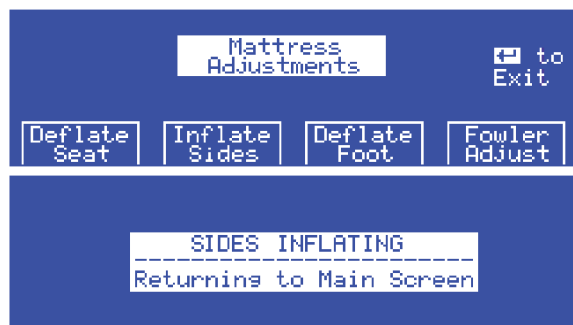 Mattress
Adjustments
↵ to
Exit
Deflate Seat
Inflate Sides
Deflate Foot
Fowler Adjust
SIDES INFLATING
Returning to Main Screen